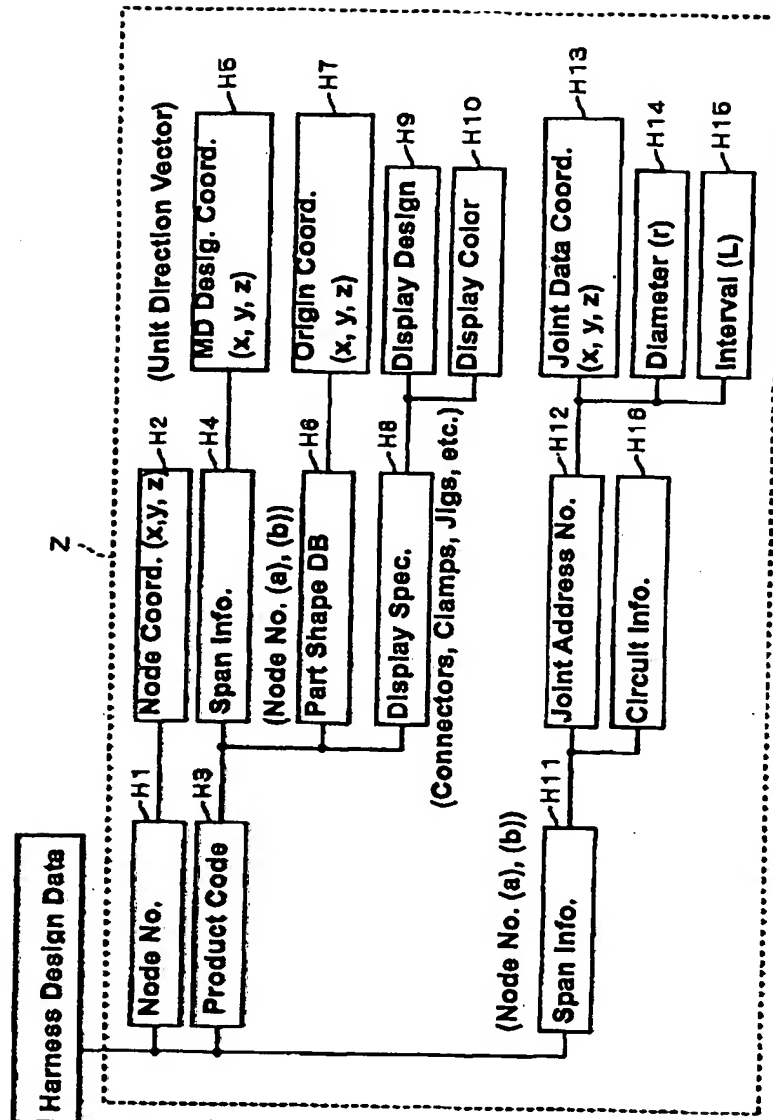 Harness Design Data
Z
Node No.
H1
Node Coord. (x,y, z)
H2
Product Code
H3
Span Info.
H4
(Unit Direction Vector)
MD Desig. Coord.
(x, y, z)
H5
(Node No. (a), (b))
Part Shape DB
H6
Origin Coord.
(x, y, z)
H7
Display Spec.
H8
(Connectors, Clamps, Jigs, etc.)
Display Design
H9
Display Color
H10
(Node No. (a), (b))
Span Info.
H11
Joint Address No.
H12
Joint Data Coord.
(x, y, z)
H13
Diameter (r)
H14
Interval (L)
H15
Circuit Info.
H16